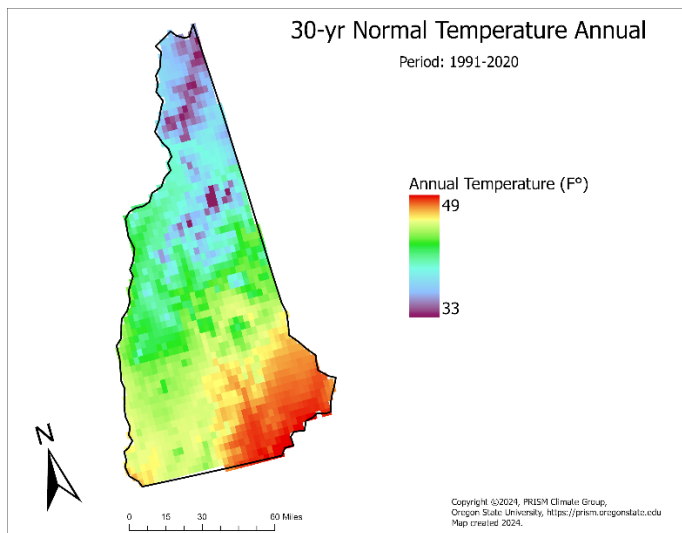 30-yr Normal Temperature Annual
Period: 1991-2020
Annual Temperature (F°)
49
33
N
0 15 30 60 Miles
Copyright ©2024, PRISM Climate Group,
Oregon State University, https://prism.oregonstate.edu
Map created 2024.